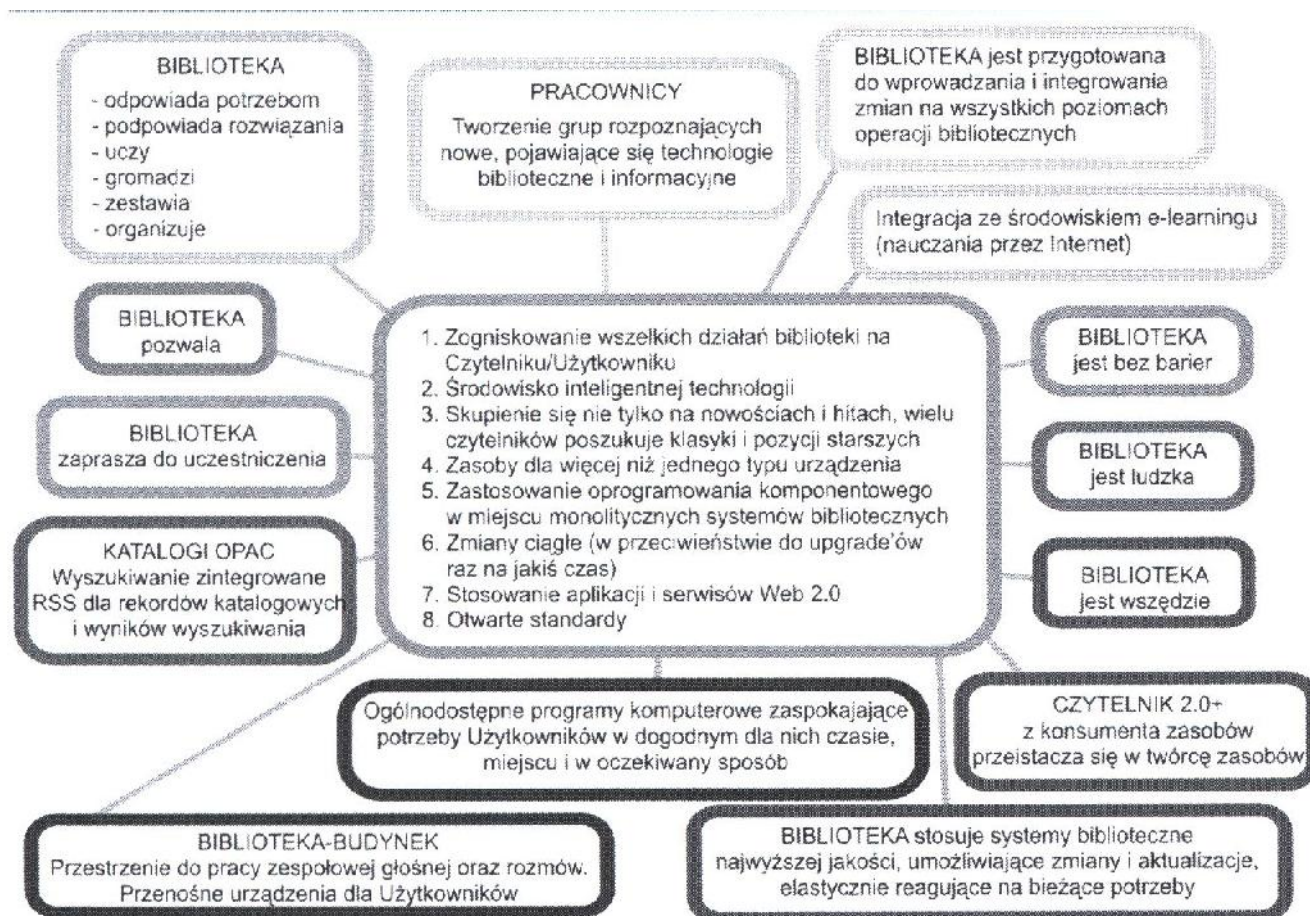 BIBLIOTEKA
- odpowiada potrzebom
- podpowiada rozwiązania
- uczy
- gromadzi
- zestawia
- organizuje
PRACOWNICY
Tworzenie grup rozpoznających
nowe, pojawiające się technologie
biblioteczne i informacyjne
BIBLIOTEKA jest przygotowana
do wprowadzania i integrowania
zmian na wszystkich poziomach
operacji bibliotecznych
Integracja ze środowiskiem e-learningu
(nauczania przez Internet)
BIBLIOTEKA
pozwala
BIBLIOTEKA
zaprasza do uczestniczenia
KATALOGI OPAC
Wyszukiwanie zintegrowane
RSS dla rekordów katalogowych
i wyników wyszukiwania
1. Zogniskowanie wszelkich działań biblioteki na
Czytelniku/Użytkowniku
2. Środowisko inteligentnej technologii
3. Skupienie się nie tylko na nowościach i hitach, wielu
czytelników poszukuje klasyki i pozycji starszych
4. Zasoby dla więcej niż jednego typu urządzenia
5. Zastosowanie oprogramowania komponentowego
w miejscu monolitycznych systemów bibliotecznych
6. Zmiany ciągłe (w przeciwieństwie do upgrade'ów
raz na jakiś czas)
7. Stosowanie aplikacji i serwisów Web 2.0
8. Otwarte standardy
BIBLIOTEKA
jest bez barier
BIBLIOTEKA
jest ludzka
BIBLIOTEKA
jest wszędzie
Ogólnodostępne programy komputerowe zaspokajające
potrzeby Użytkowników w dogodnym dla nich czasie,
miejscu i w oczekiwany sposób
CZYTELNIK 2.0+
z konsumenta zasobów
przeistacza się w twórcę zasobów
BIBLIOTEKA-BUDYNEK
Przestrzenie do pracy zespołowej głośnej oraz rozmów.
Przenośne urządzenia dla Użytkowników
BIBLIOTEKA stosuje systemy biblioteczne
najwyższej jakości, umożliwiające zmiany i aktualizacje,
elastycznie reagujące na bieżące potrzeby